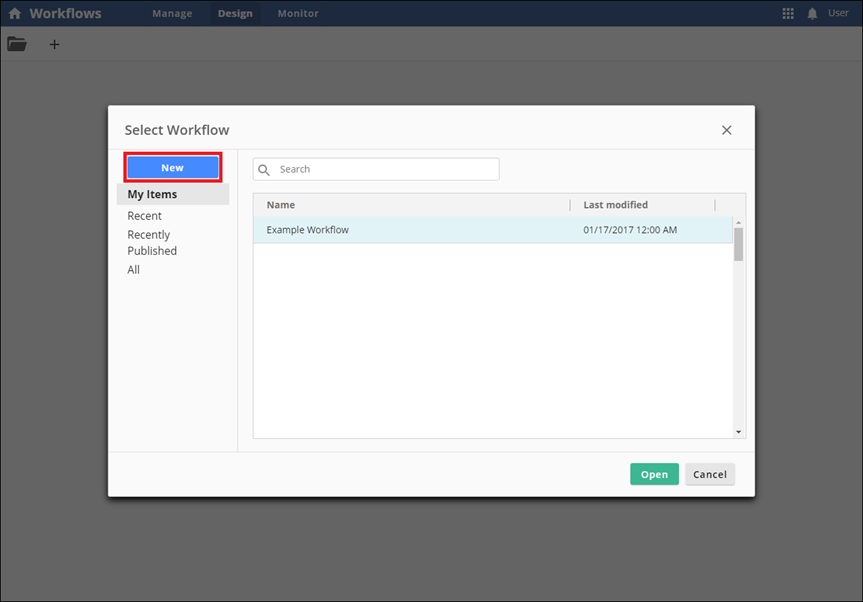 Workflows Manage Design Monitor User
Select Workflow
New
My Items
Recent
Recently
Published
All
Search
Name Last modified
Example Workflow 01/17/2017 12:00 AM
Open Cancel